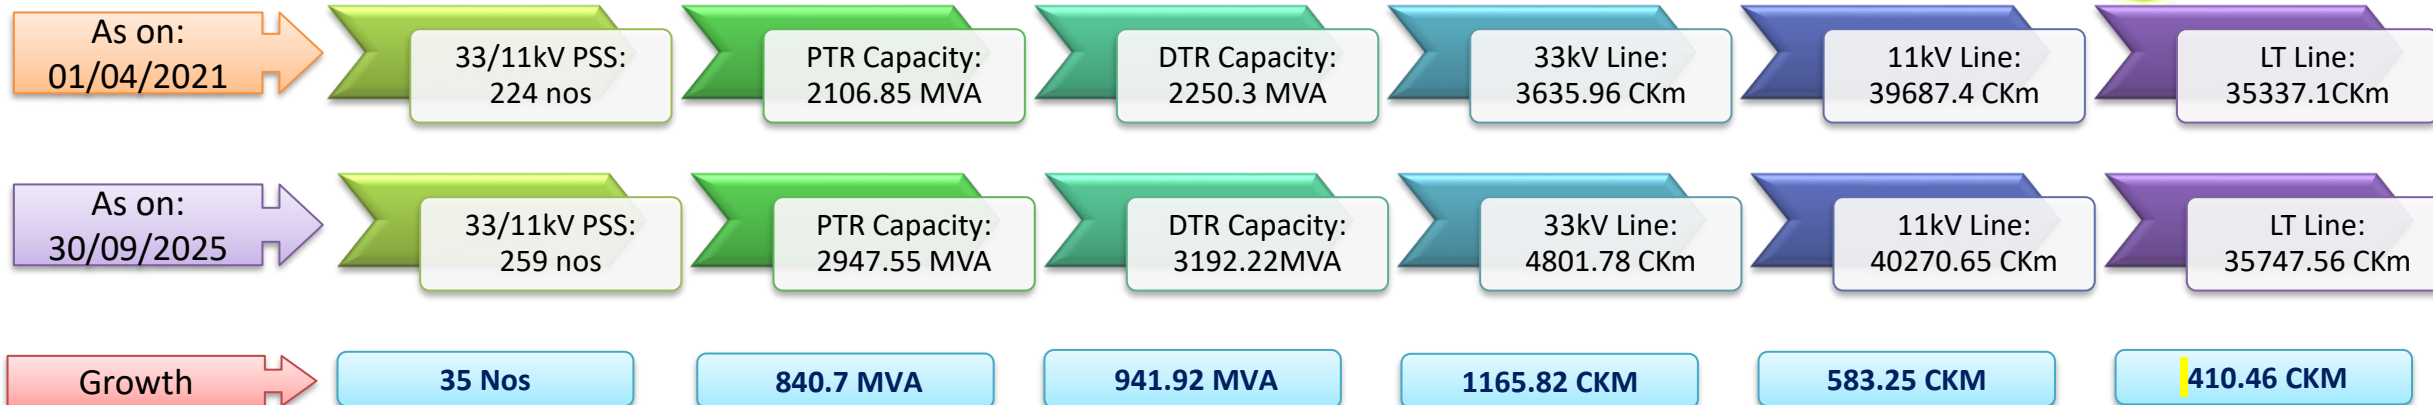 As on:
01/04/2021
33/11kV PSS:
224 nos
PTR Capacity:
2106.85 MVA
DTR Capacity:
2250.3 MVA
33kV Line:
3635.96 CKm
11kV Line:
39687.4 CKm
LT Line:
35337.1CKm
As on:
30/09/2025
33/11kV PSS:
259 nos
PTR Capacity:
2947.55 MVA
DTR Capacity:
3192.22MVA
33kV Line:
4801.78 CKm
11kV Line:
40270.65 CKm
LT Line:
35747.56 CKm
Growth
35 Nos
840.7 MVA
941.92 MVA
1165.82 CKM
583.25 CKM
410.46 CKM